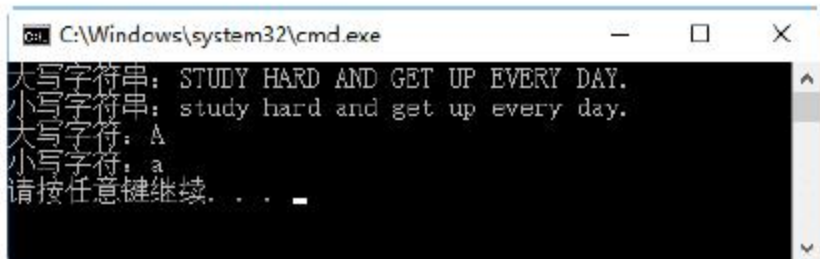 C:\Windows\system32\cmd.exe
大写字符串：STUDY HARD AND GET UP EVERY DAY.
小写字符串：study hard and get up every day.
大写字符：A
小写字符：a
请按任意键继续. . .